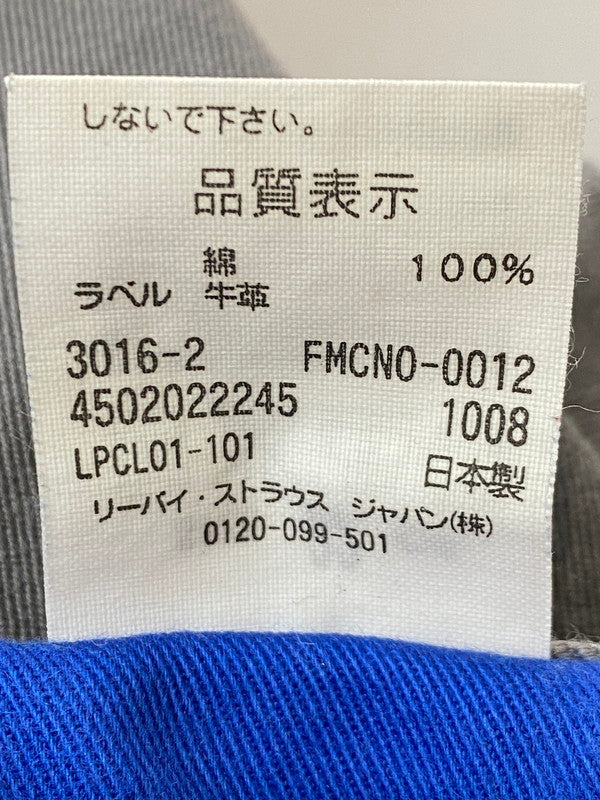 しないで下さい。
品質表示
綿 100%
ラベル 牛革
3016-2 FMCNO-0012
4502022245 1008
LPCL01-101 日本製
リーバイ・ストラウス ジャパン(株)
0120-099-501